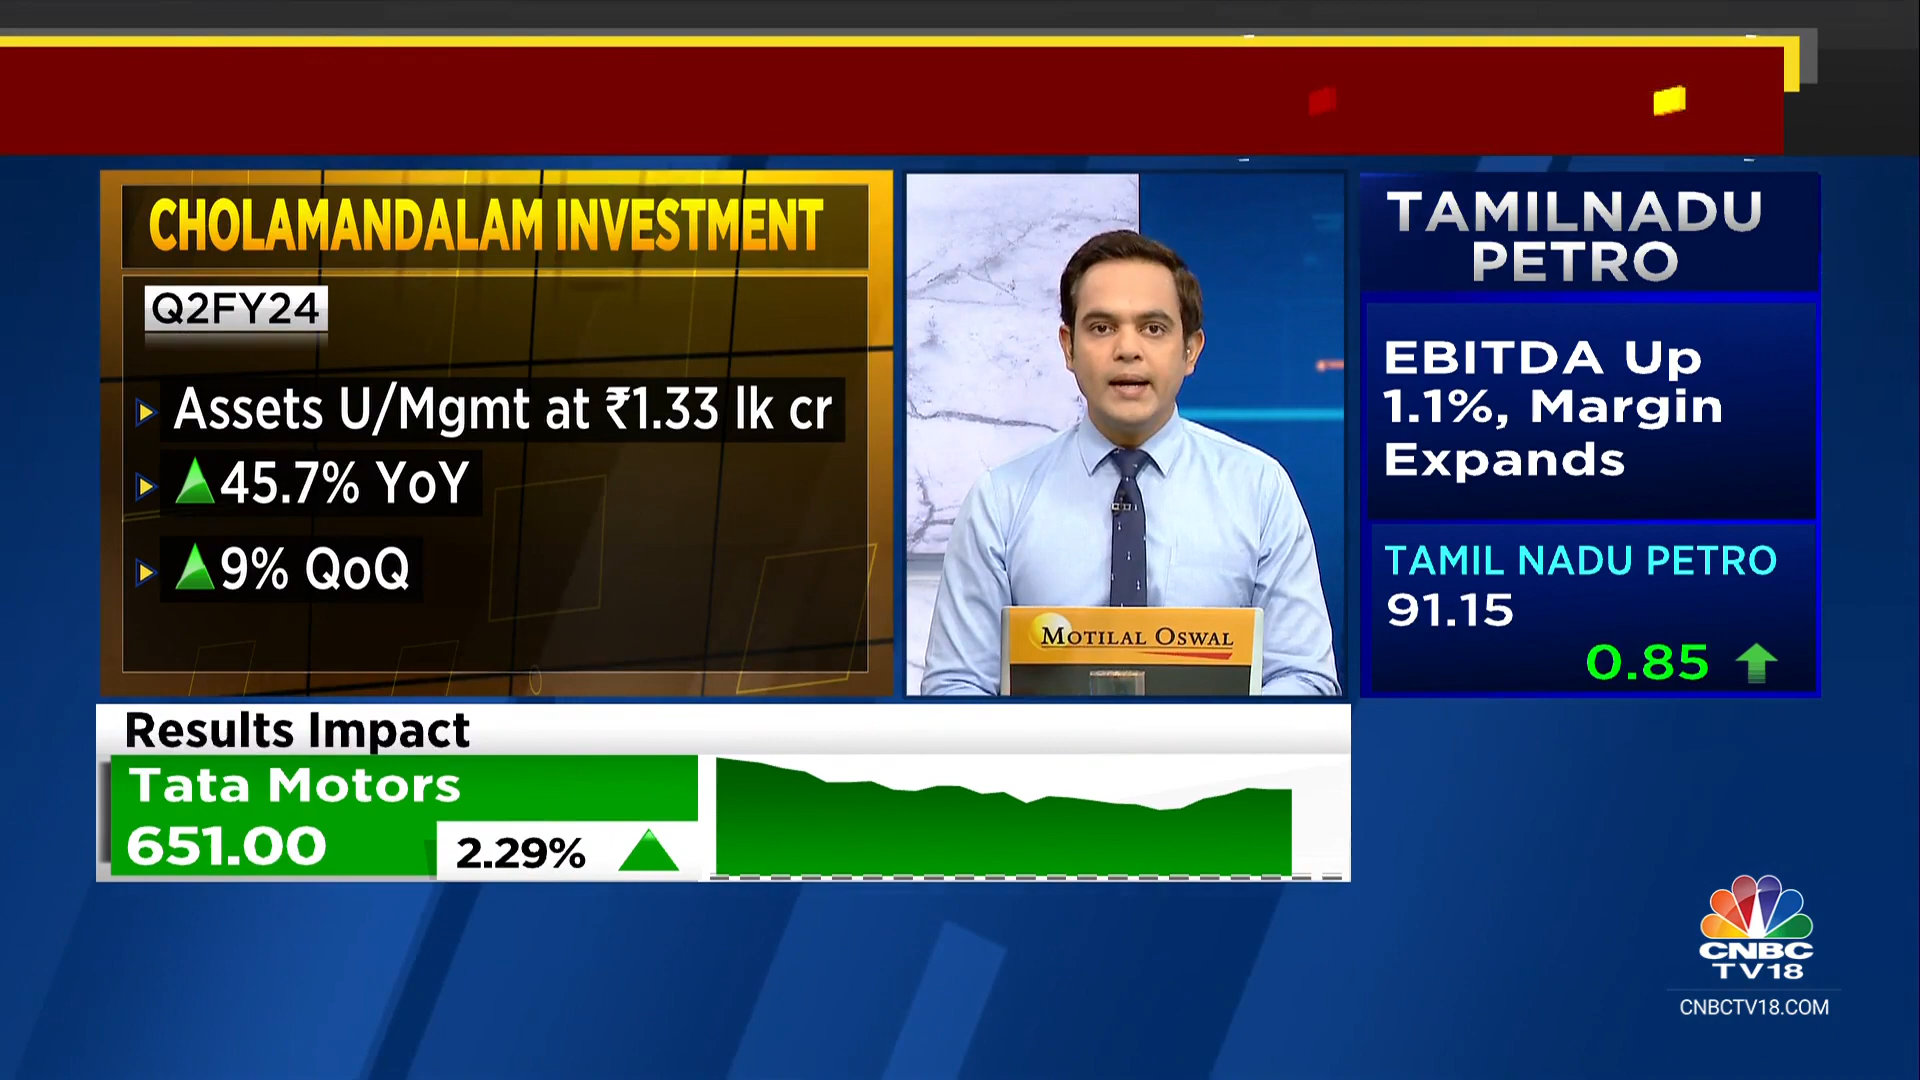 CHOLAMANDALAM INVESTMENT
Q2FY24
Assets U/Mgmt at ₹1.33 lk cr
45.7% YoY
9% QoQ
MOTILAL OSWAL
TAMILNADU
PETRO
EBITDA Up
1.1%, Margin
Expands
TAMIL NADU PETRO
91.15
0.85
Results Impact
Tata Motors
651.00
2.29%
CNBC
TV18
CNBCTV18.COM